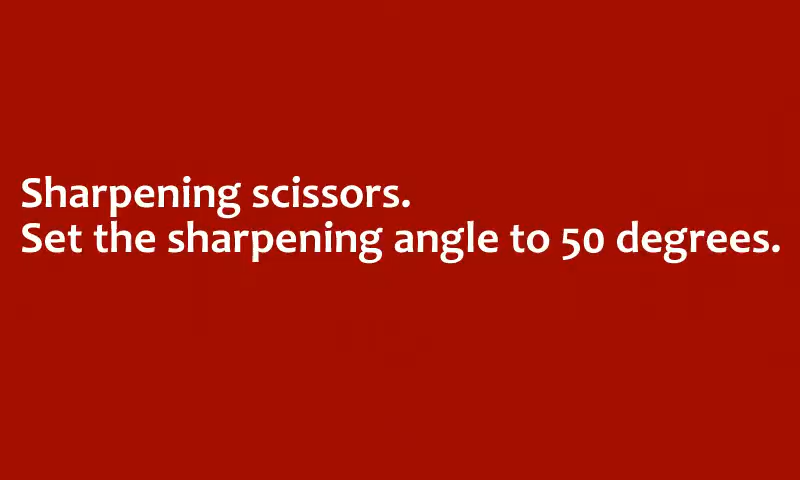 Sharpening scissors.
Set the sharpening angle to 50 degrees.